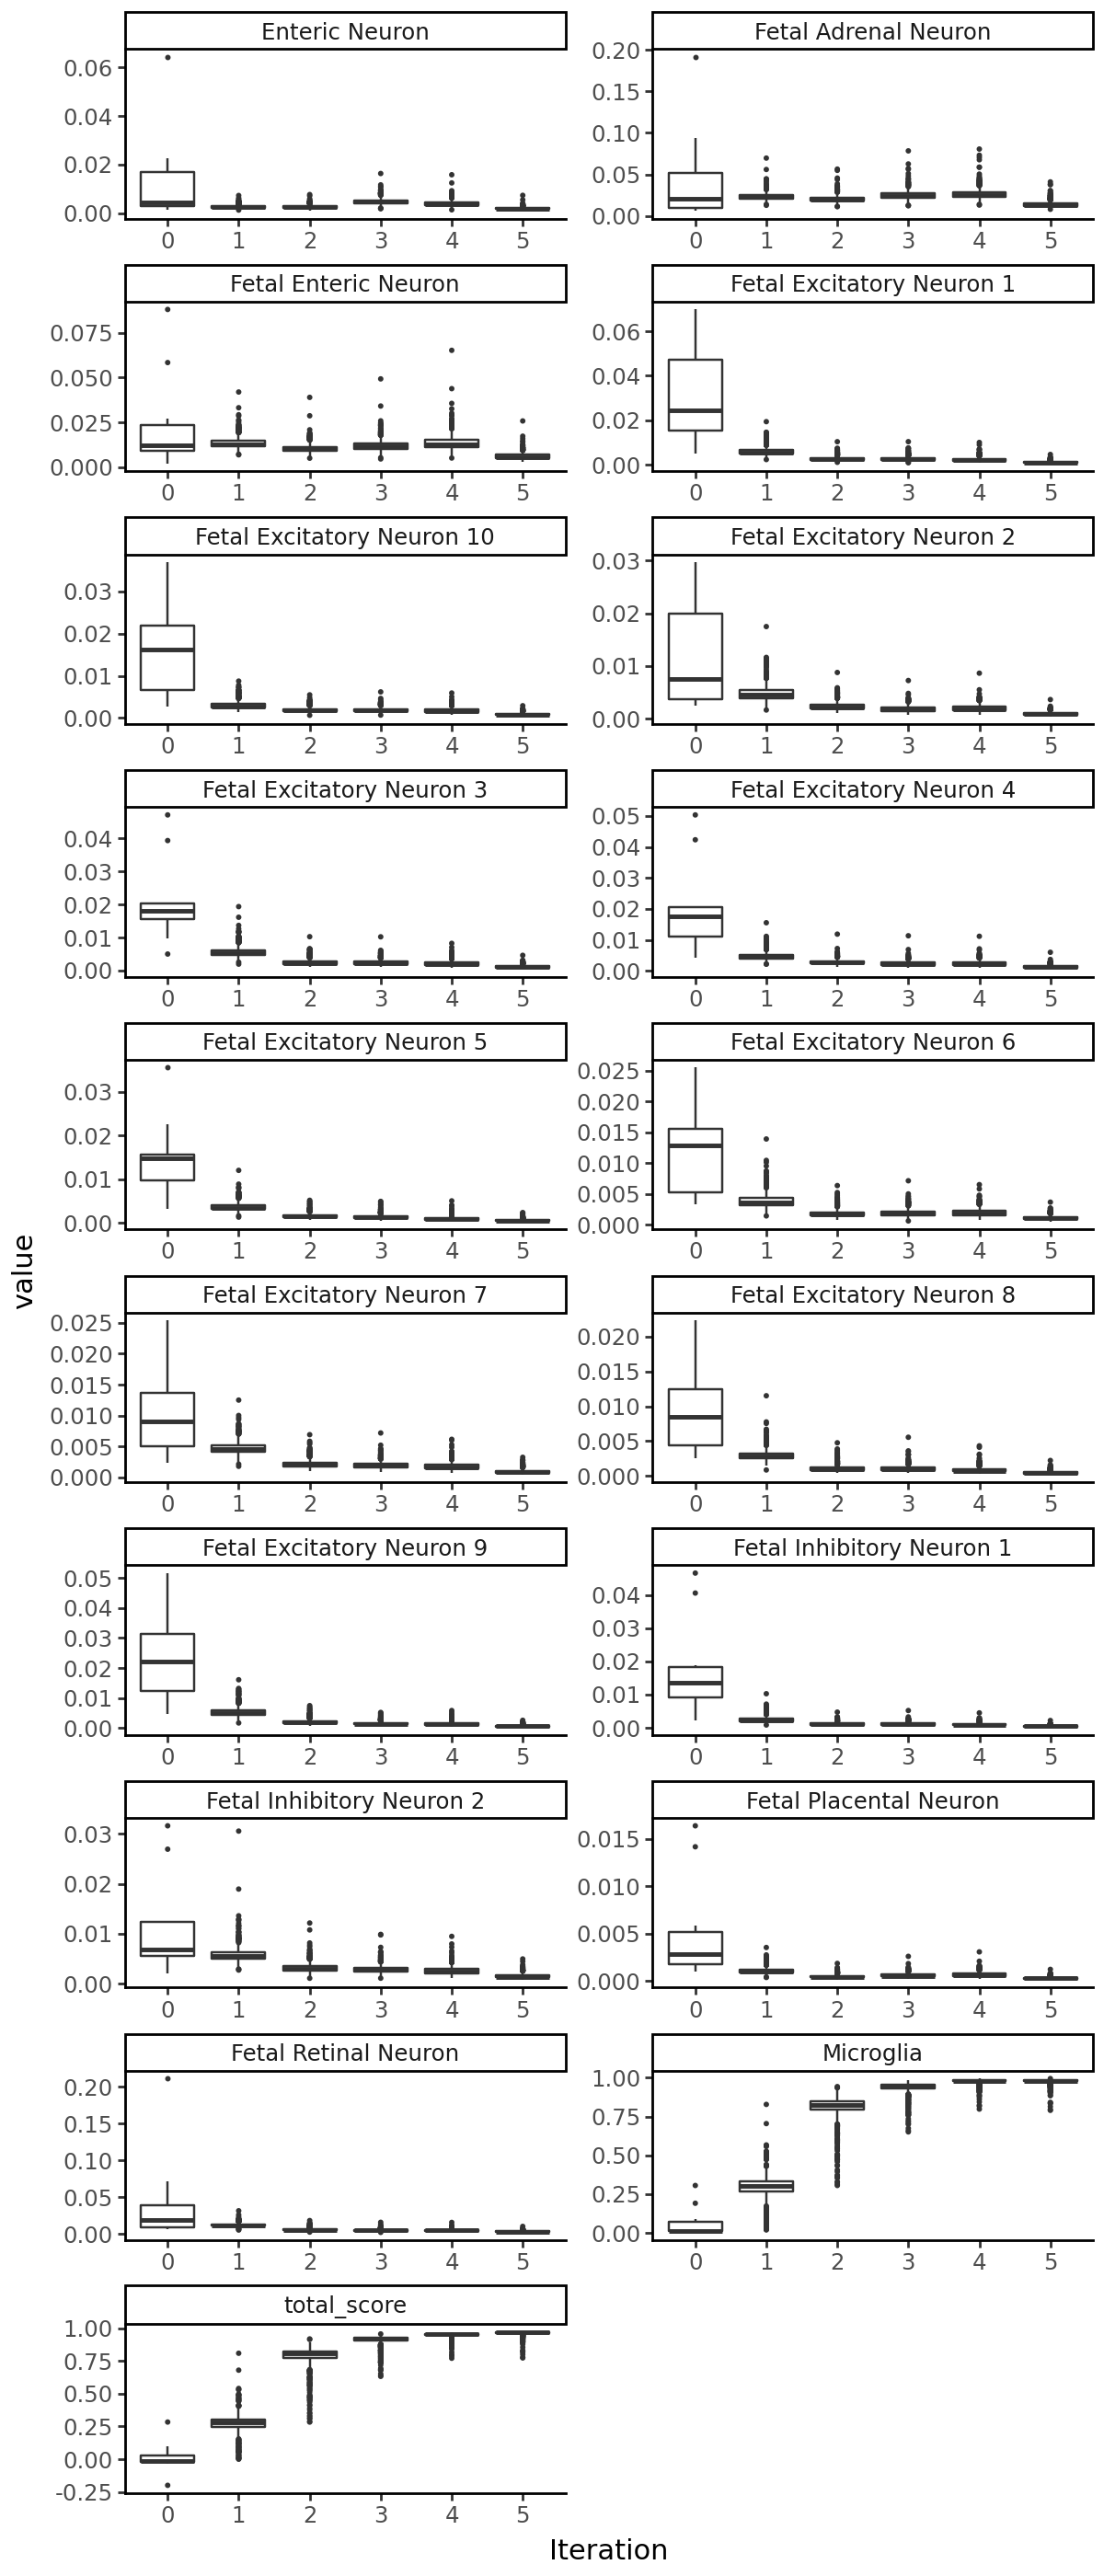 Enteric Neuron
0.06
0.04
0.02
0.00
0 1 2 3 4 5
Fetal Adrenal Neuron
0.20
0.15
0.10
0.05
0.00
0 1 2 3 4 5
Fetal Enteric Neuron
0.075
0.050
0.025
0.000
0 1 2 3 4 5
Fetal Excitatory Neuron 1
0.06
0.04
0.02
0.00
0 1 2 3 4 5
Fetal Excitatory Neuron 10
0.03
0.02
0.01
0.00
0 1 2 3 4 5
Fetal Excitatory Neuron 2
0.03
0.02
0.01
0.00
0 1 2 3 4 5
Fetal Excitatory Neuron 3
0.04
0.03
0.02
0.01
0.00
0 1 2 3 4 5
Fetal Excitatory Neuron 4
0.05
0.04
0.03
0.02
0.01
0.00
0 1 2 3 4 5
Fetal Excitatory Neuron 5
0.03
0.02
0.01
0.00
0 1 2 3 4 5
Fetal Excitatory Neuron 6
0.025
0.020
0.015
0.010
0.005
0.000
0 1 2 3 4 5
value
Fetal Excitatory Neuron 7
0.025
0.020
0.015
0.010
0.005
0.000
0 1 2 3 4 5
Fetal Excitatory Neuron 8
0.020
0.015
0.010
0.005
0.000
0 1 2 3 4 5
Fetal Excitatory Neuron 9
0.05
0.04
0.03
0.02
0.01
0.00
0 1 2 3 4 5
Fetal Inhibitory Neuron 1
0.04
0.03
0.02
0.01
0.00
0 1 2 3 4 5
Fetal Inhibitory Neuron 2
0.03
0.02
0.01
0.00
0 1 2 3 4 5
Fetal Placental Neuron
0.015
0.010
0.005
0.000
0 1 2 3 4 5
Fetal Retinal Neuron
0.20
0.15
0.10
0.05
0.00
0 1 2 3 4 5
Microglia
1.00
0.75
0.50
0.25
0.00
0 1 2 3 4 5
total_score
1.00
0.75
0.50
0.25
0.00
-0.25
0 1 2 3 4 5
Iteration